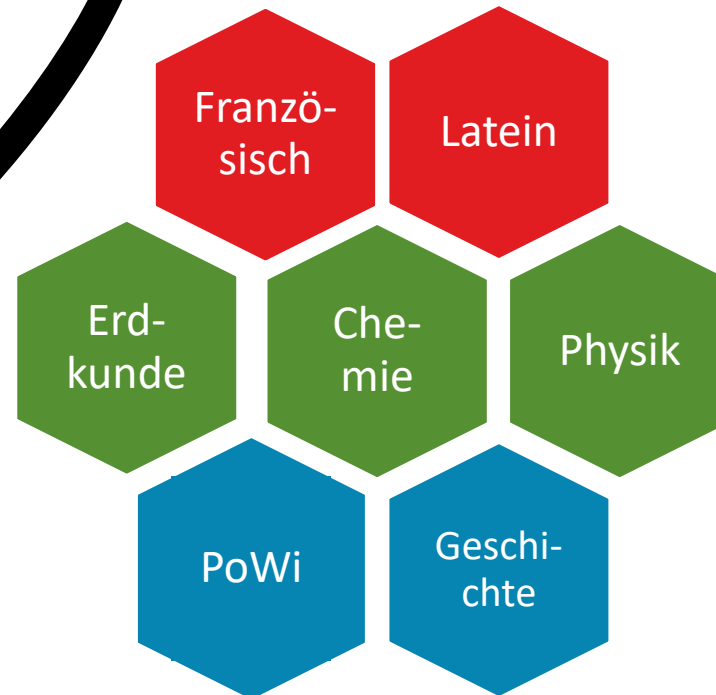 Franzö-
sisch
Latein
Erd-
kunde
Che-
mie
Physik
PoWi
Geschi-
chte